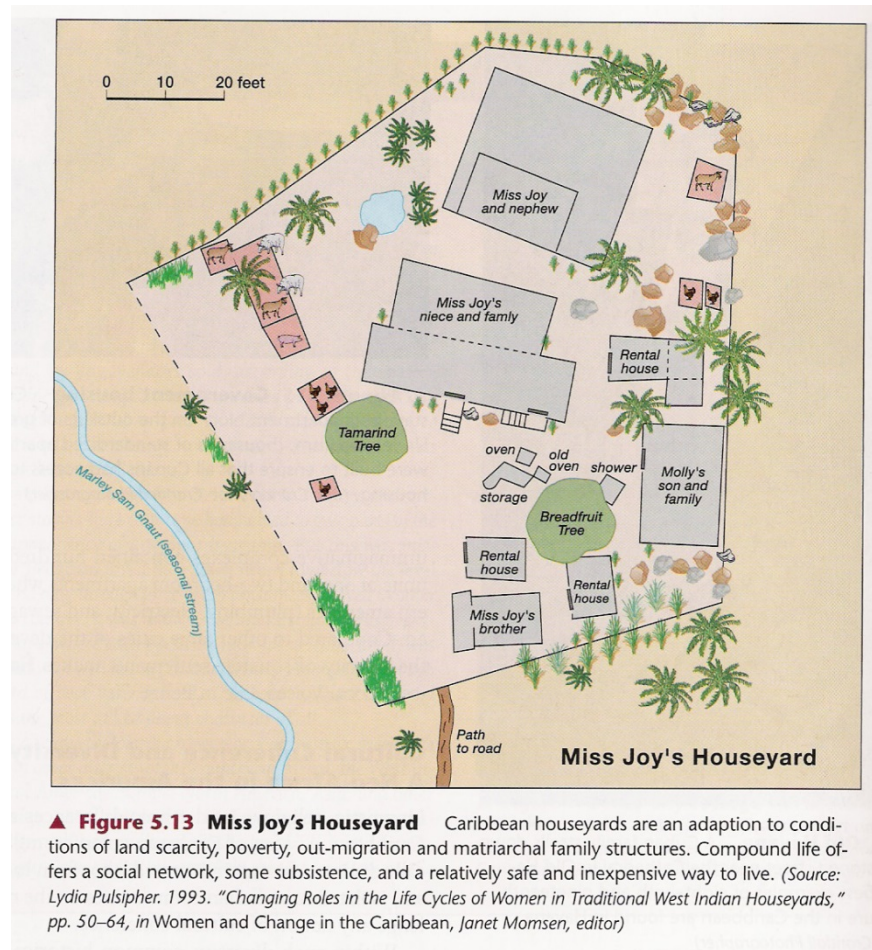 0 10 20 feet
Miss Joy
and nephew
Miss Joy's
niece and famly
Rental
house
Tamarind
Tree
oven
old
oven
shower
storage
Molly's
son and
family
Breadfruit
Tree
Marley Sam Gnaut (seasonal
stream)
Rental
house
Rental
house
Miss Joy's
brother
Path
to road
Miss Joy's Houseyard
▲ Figure 5.13 Miss Joy's Houseyard Caribbean houseyards are an adaption to condi-
tions of land scarcity, poverty, out-migration and matriarchal family structures. Compound life of-
fers a social network, some subsistence, and a relatively safe and inexpensive way to live. (Source:
Lydia Pulsipher. 1993. “Changing Roles in the Life Cycles of Women in Traditional West Indian Houseyards,”
pp. 50–64, in Women and Change in the Caribbean, Janet Momsen, editor)